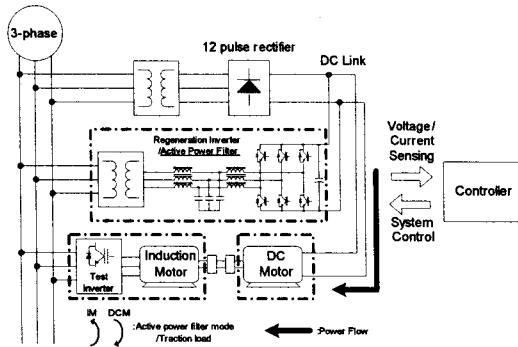 3-phase
12 pulse rectifier
DC Link
Regeneration Inverter
/Active Power Filter
Voltage/
Current
Sensing
Controller
System
Control
Test
Inverter
Induction
Motor
DC
Motor
IM DCM
:Active power filter mode
/Traction load
:Power Flow